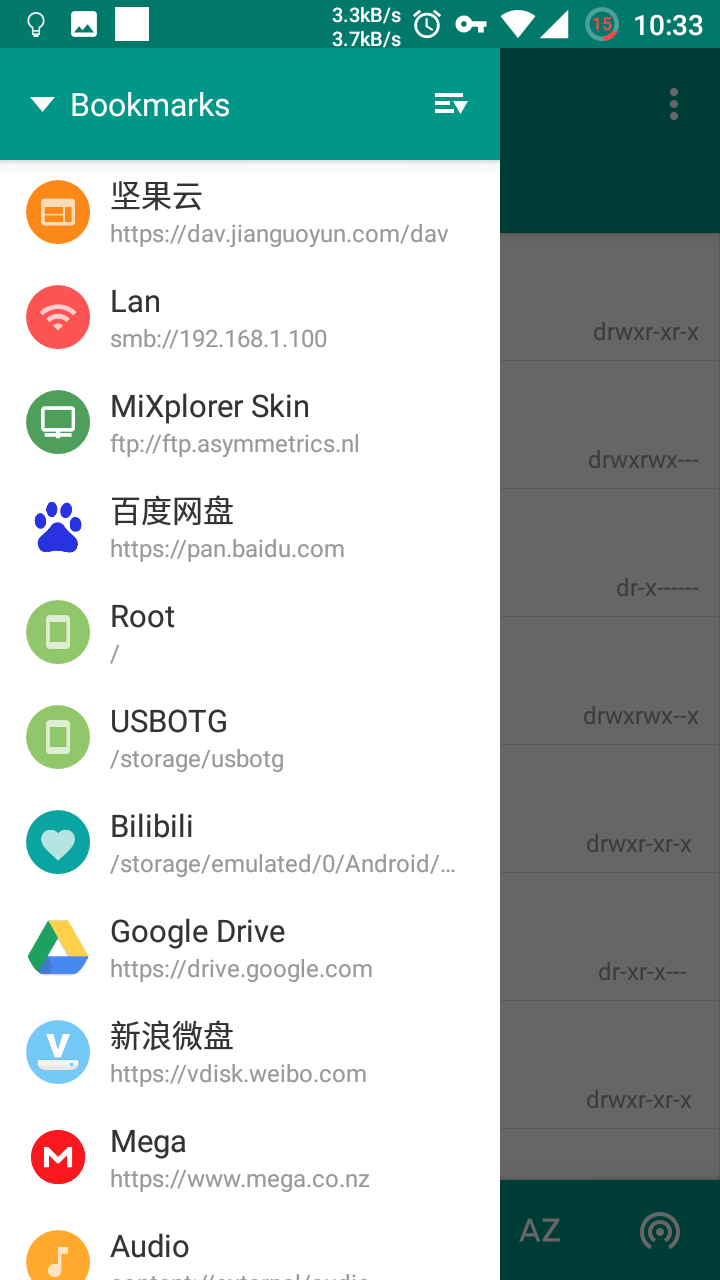 3.3kB/s
3.7kB/s
15
10:33
Bookmarks
坚果云
https://dav.jianguoyun.com/dav
Lan
smb://192.168.1.100
drwxr-xr-x
MiXplorer Skin
ftp://ftp.asymmetrics.nl
drwxrwx---
百度网盘
https://pan.baidu.com
dr-x------
Root
/
USBOTG
/storage/usbotg
drwxrwx--x
Bilibili
/storage/emulated/0/Android/...
drwxr-xr-x
Google Drive
https://drive.google.com
dr-xr-x---
新浪微盘
https://vdisk.weibo.com
drwxr-xr-x
Mega
https://www.mega.co.nz
Audio
AZ